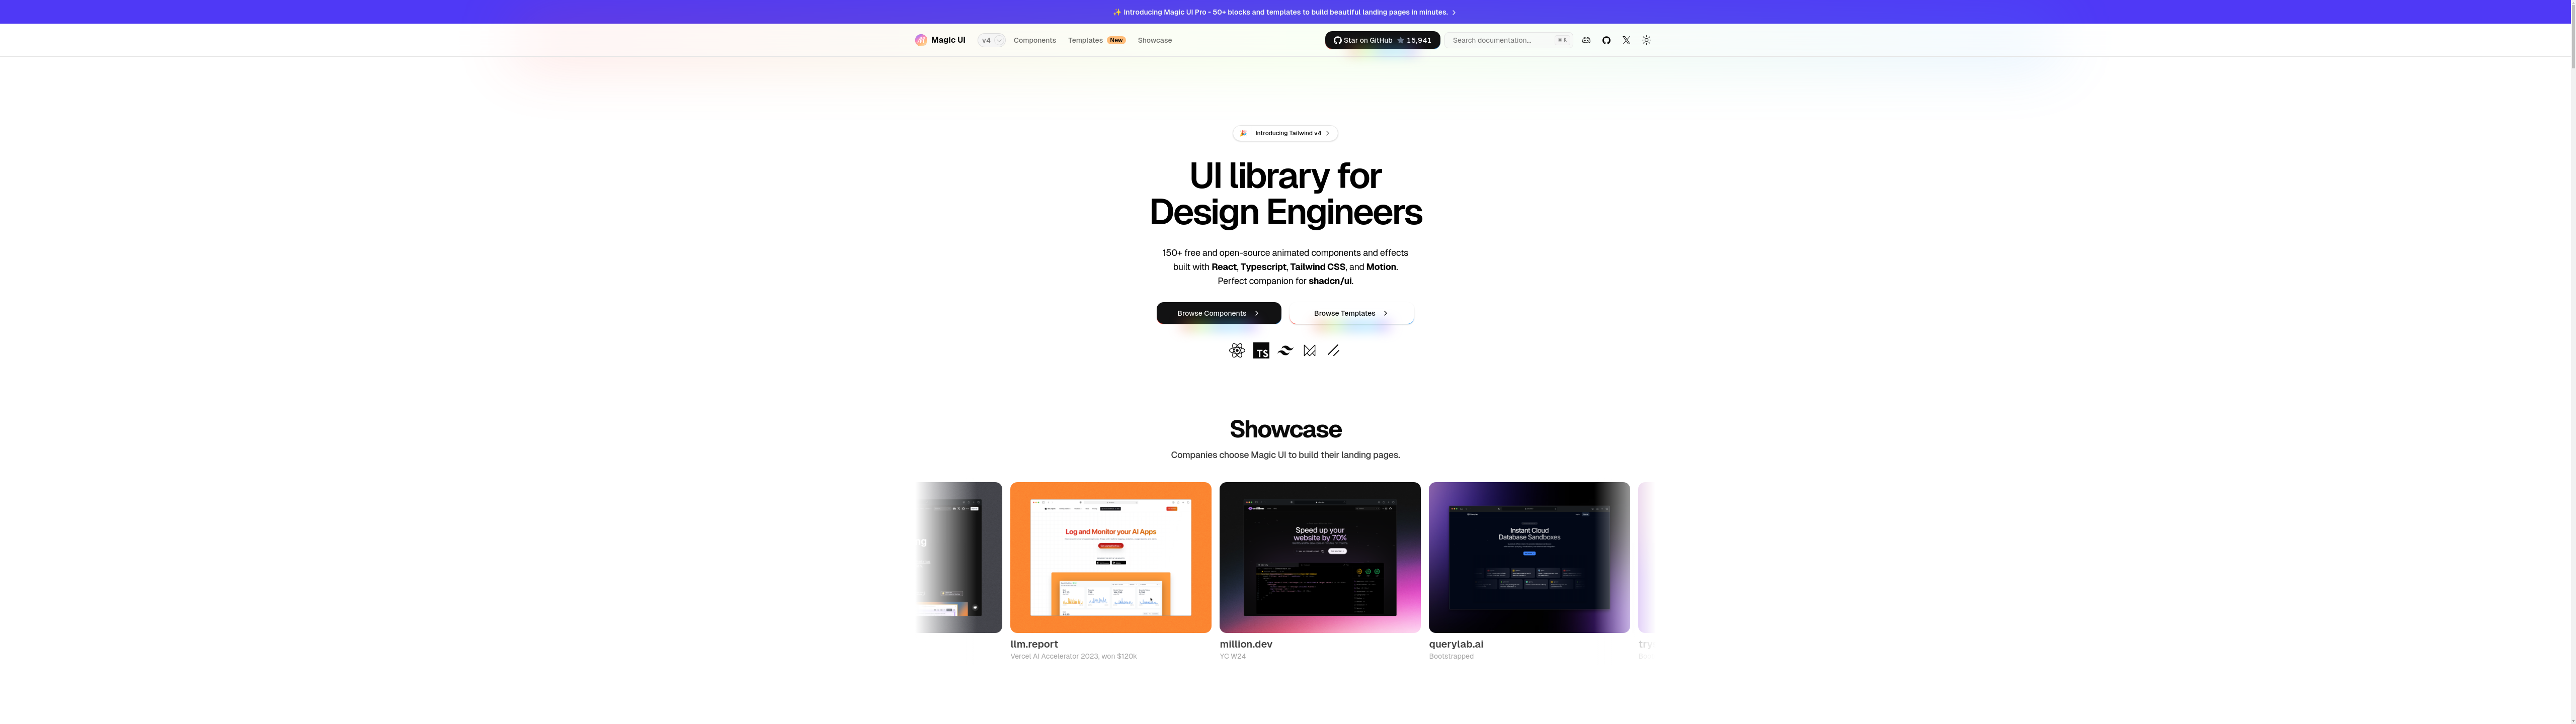 ✨ Introducing Magic UI Pro - 50+ blocks and templates to build beautiful landing pages in minutes.
Magic UI
v4
Components
Templates New
Showcase
Star on GitHub 15,941
Search documentation...
⌘ K
🎉 Introducing Tailwind v4
UI library for
Design Engineers
150+ free and open-source animated components and effects
built with React, Typescript, Tailwind CSS, and Motion.
Perfect companion for shadcn/ui.
Browse Components
Browse Templates
TS
Showcase
Companies choose Magic UI to build their landing pages.
Log and Monitor your AI Apps
Speed up your
website by 70%
Instant Cloud
Database Sandboxes
llm.report
Vercel AI Accelerator 2023, won $120k
million.dev
YC W24
querylab.ai
Bootstrapped
try